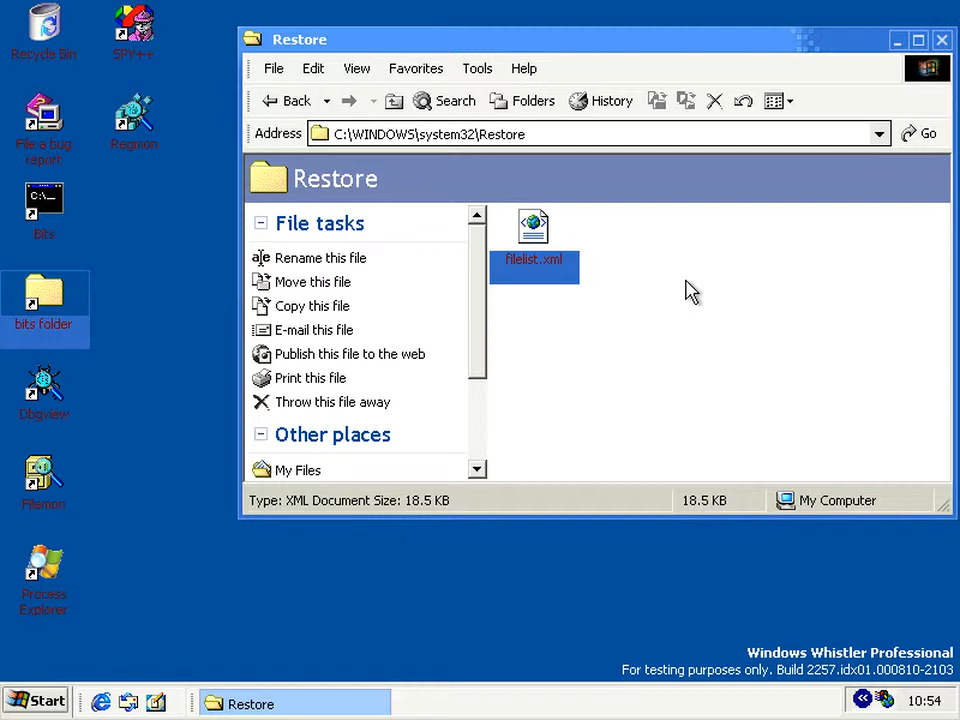 Recycle Bin
SPY++
File a bug
report
Regmon
C:\_
Bits
bits folder
Dbgview
Filemon
Process
Explorer
Restore
File Edit View Favorites Tools Help
Back Search Folders History
Address C:\WINDOWS\system32\Restore Go
Restore
File tasks
Rename this file
Move this file
Copy this file
E-mail this file
Publish this file to the web
Print this file
Throw this file away
Other places
My Files
filelist.xml
Type: XML Document Size: 18.5 KB 18.5 KB My Computer
Windows Whistler Professional
For testing purposes only. Build 2257.idx01.000810-2103
Start Restore 10:54